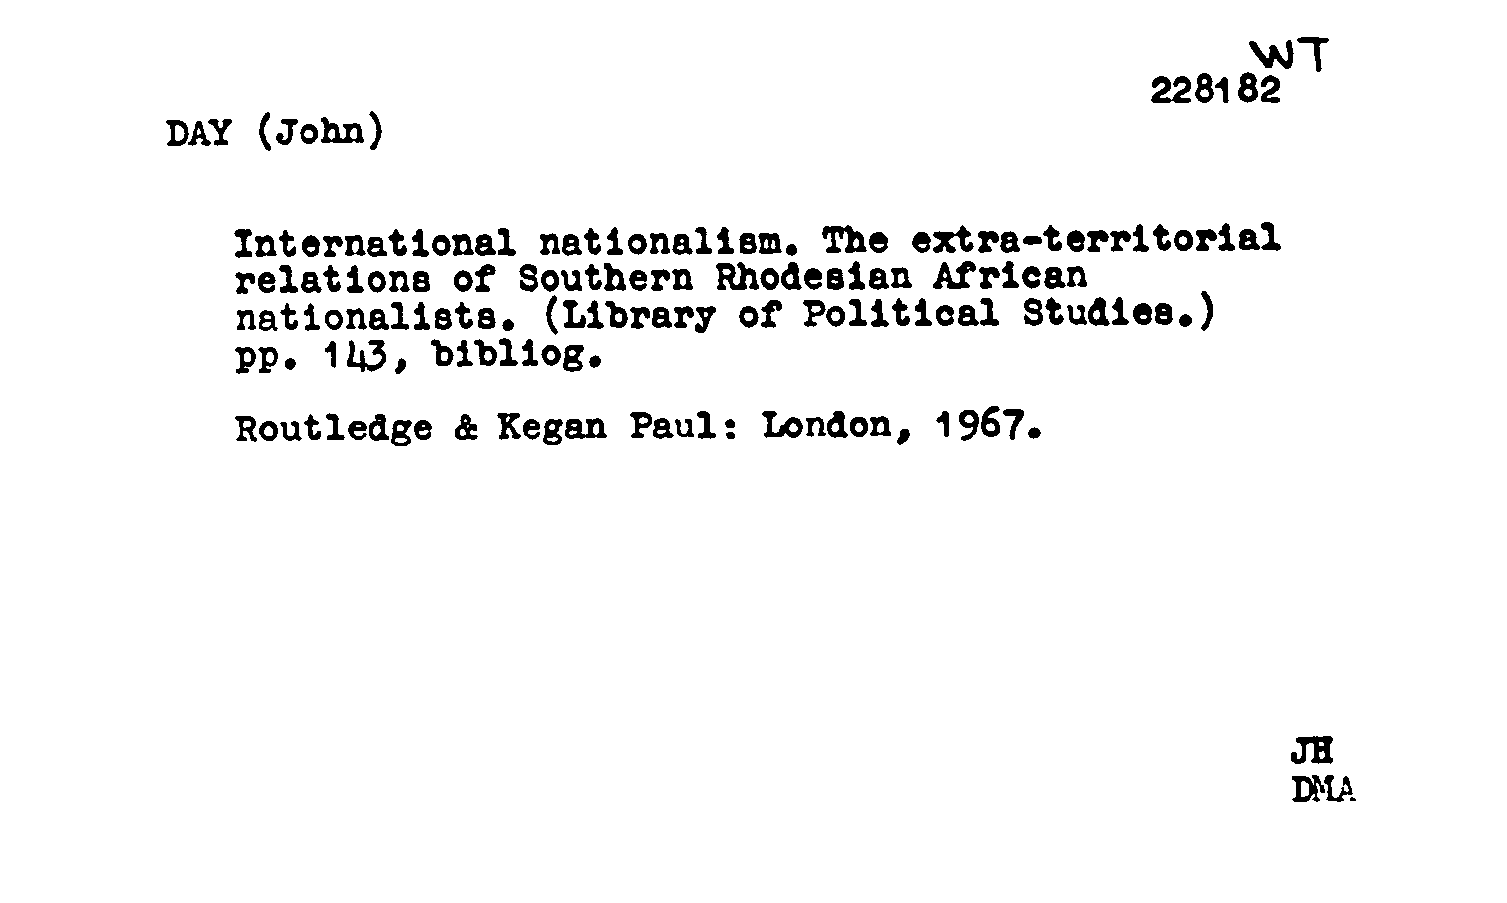 WT
228182
DAY (John)
International nationalism. The extra-territorial
relations of Southern Rhodesian African
nationalists. (Library of Political Studies.)
pp. 143, bibliog.
Routledge & Kegan Paul: London, 1967.
JH
DMA